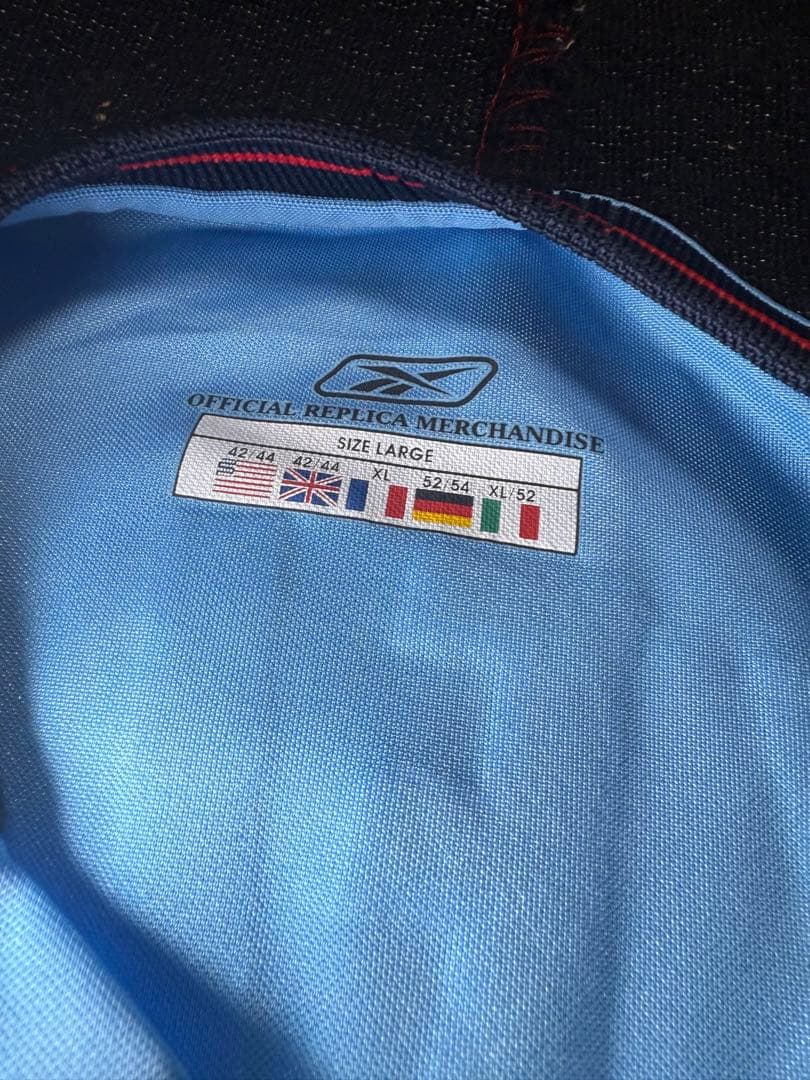 OFFICIAL REPLICA MERCHANDISE
SIZE LARGE
42/44 42/44 XL 52/54 XL/52